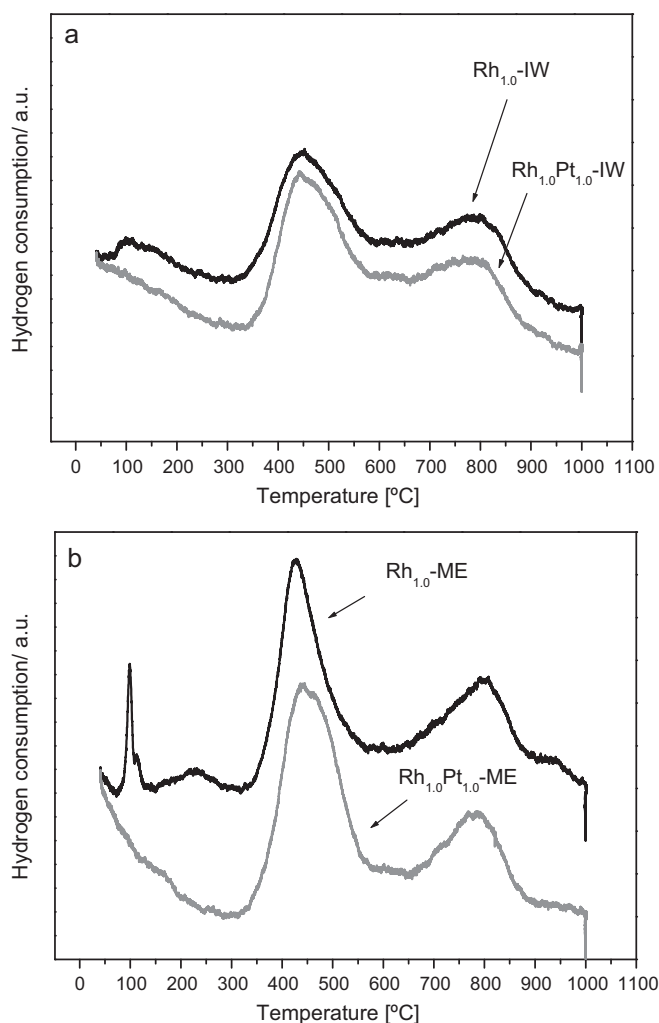 a
Rh1.0-IW
Rh1.0Pt1.0-IW
Hydrogen consumption/ a.u.
0 100 200 300 400 500 600 700 800 900 1000 1100
Temperature [ºC]
b
Rh1.0-ME
Rh1.0Pt1.0-ME
Hydrogen consumption/ a.u.
0 100 200 300 400 500 600 700 800 900 1000 1100
Temperature [ºC]